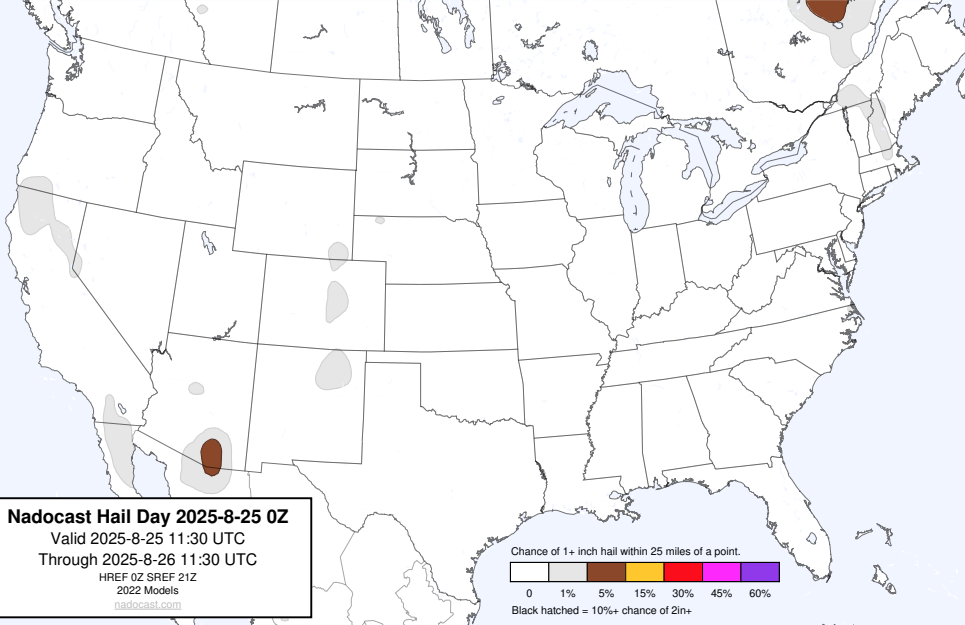 Nadocast Hail Day 2025-8-25 0Z
Valid 2025-8-25 11:30 UTC
Through 2025-8-26 11:30 UTC
HREF 0Z SREF 21Z
2022 Models
nadocast.com
Chance of 1+ inch hail within 25 miles of a point.
0 1% 5% 15% 30% 45% 60%
Black hatched = 10%+ chance of 2in+